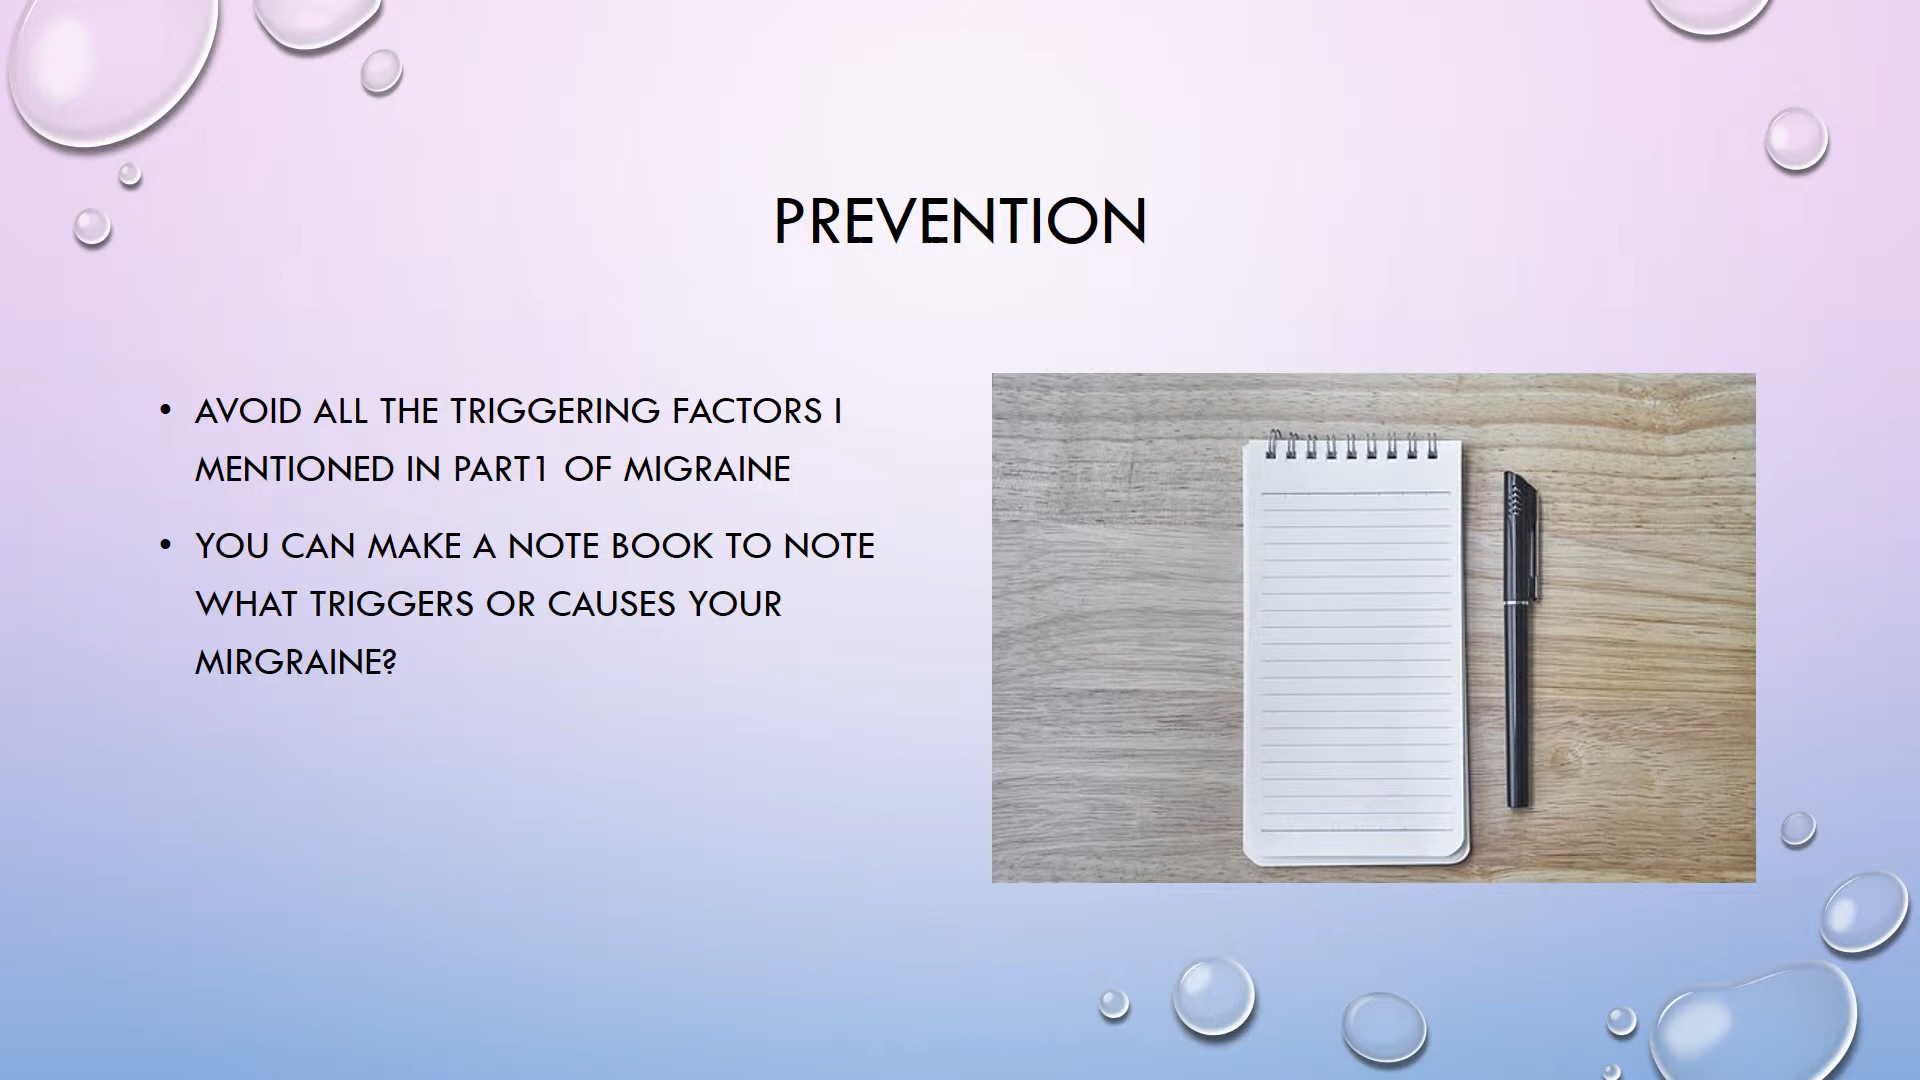 PREVENTION
• AVOID ALL THE TRIGGERING FACTORS I
MENTIONED IN PART1 OF MIGRAINE
• YOU CAN MAKE A NOTE BOOK TO NOTE
WHAT TRIGGERS OR CAUSES YOUR
MIRGRAINE?